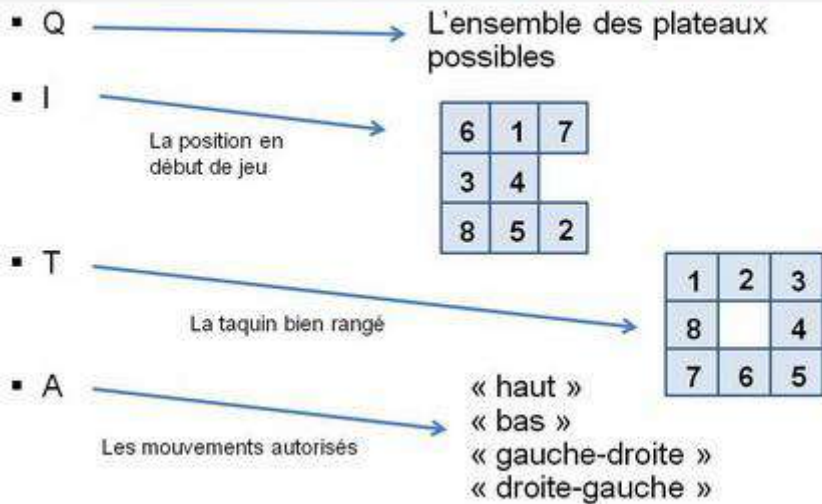 ▪ Q
L'ensemble des plateaux
possibles
▪ I
La position en
début de jeu
6 1 7
3 4
8 5 2
▪ T
La taquin bien rangé
1 2 3
8 4
7 6 5
▪ A
Les mouvements autorisés
« haut »
« bas »
« gauche-droite »
« droite-gauche »